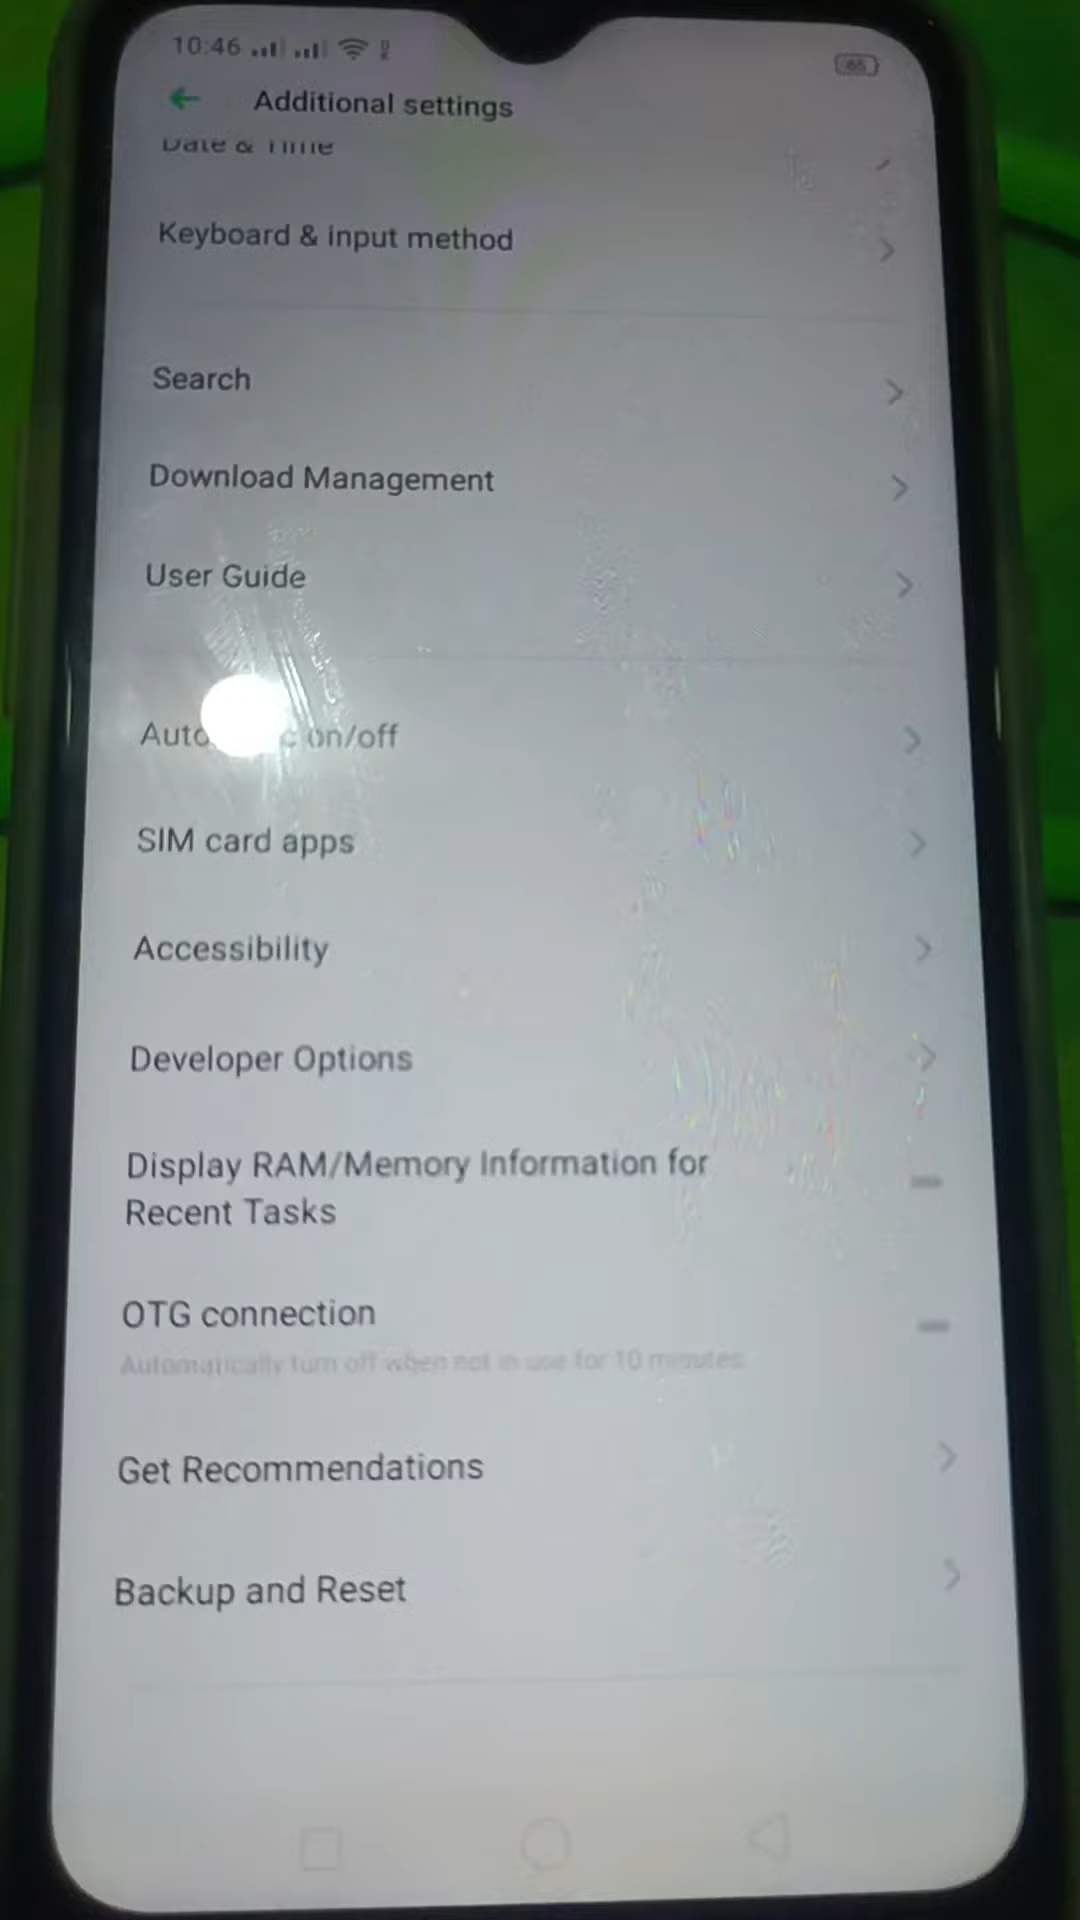 10:46
65
Additional settings
Date & Time
Keyboard & input method
Search
Download Management
User Guide
on/off
SIM card apps
Accessibility
Developer Options
Display RAM/Memory Information for
Recent Tasks
OTG connection
Automatically turn off when not in use for 10 minutes.
Get Recommendations
Backup and Reset